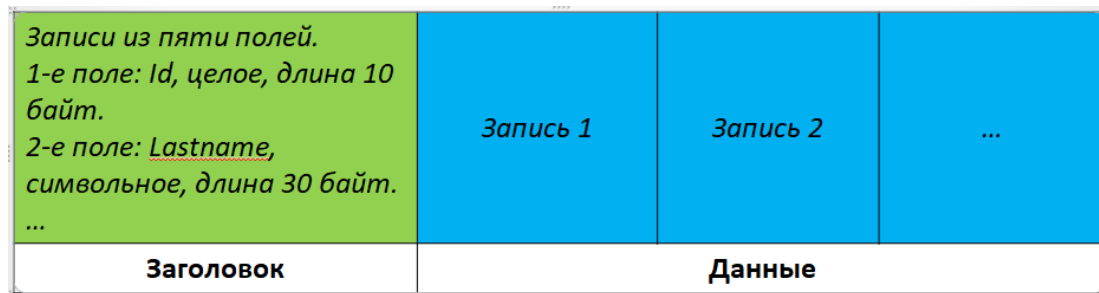 Записи из пяти полей.
1-е поле: Id, целое, длина 10
байт.
2-е поле: Lastname,
символьное, длина 30 байт.
...
Запись 1
Запись 2
...
Заголовок
Данные